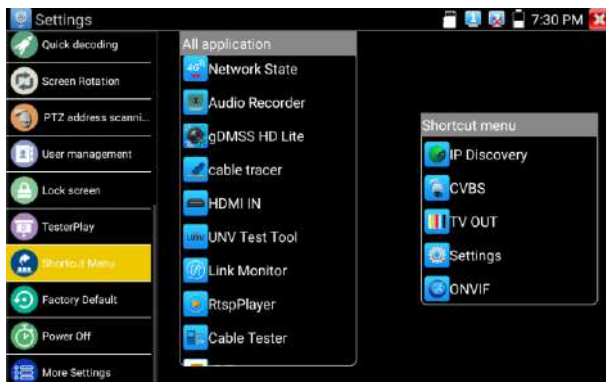 Settings
7:30 PM
Quick decoding
Screen Rotation
PTZ address scanni...
User management
Lock screen
TesterPlay
Shortcut Menu
Factory Default
Power Off
More Settings
All application
4G
Network State
Audio Recorder
gDMSS HD Lite
cable tracer
HDMI IN
unv UNV Test Tool
Link Monitor
RtspPlayer
Cable Tester
Shortcut menu
IP Discovery
CVBS
TV OUT
Settings
ONVIF